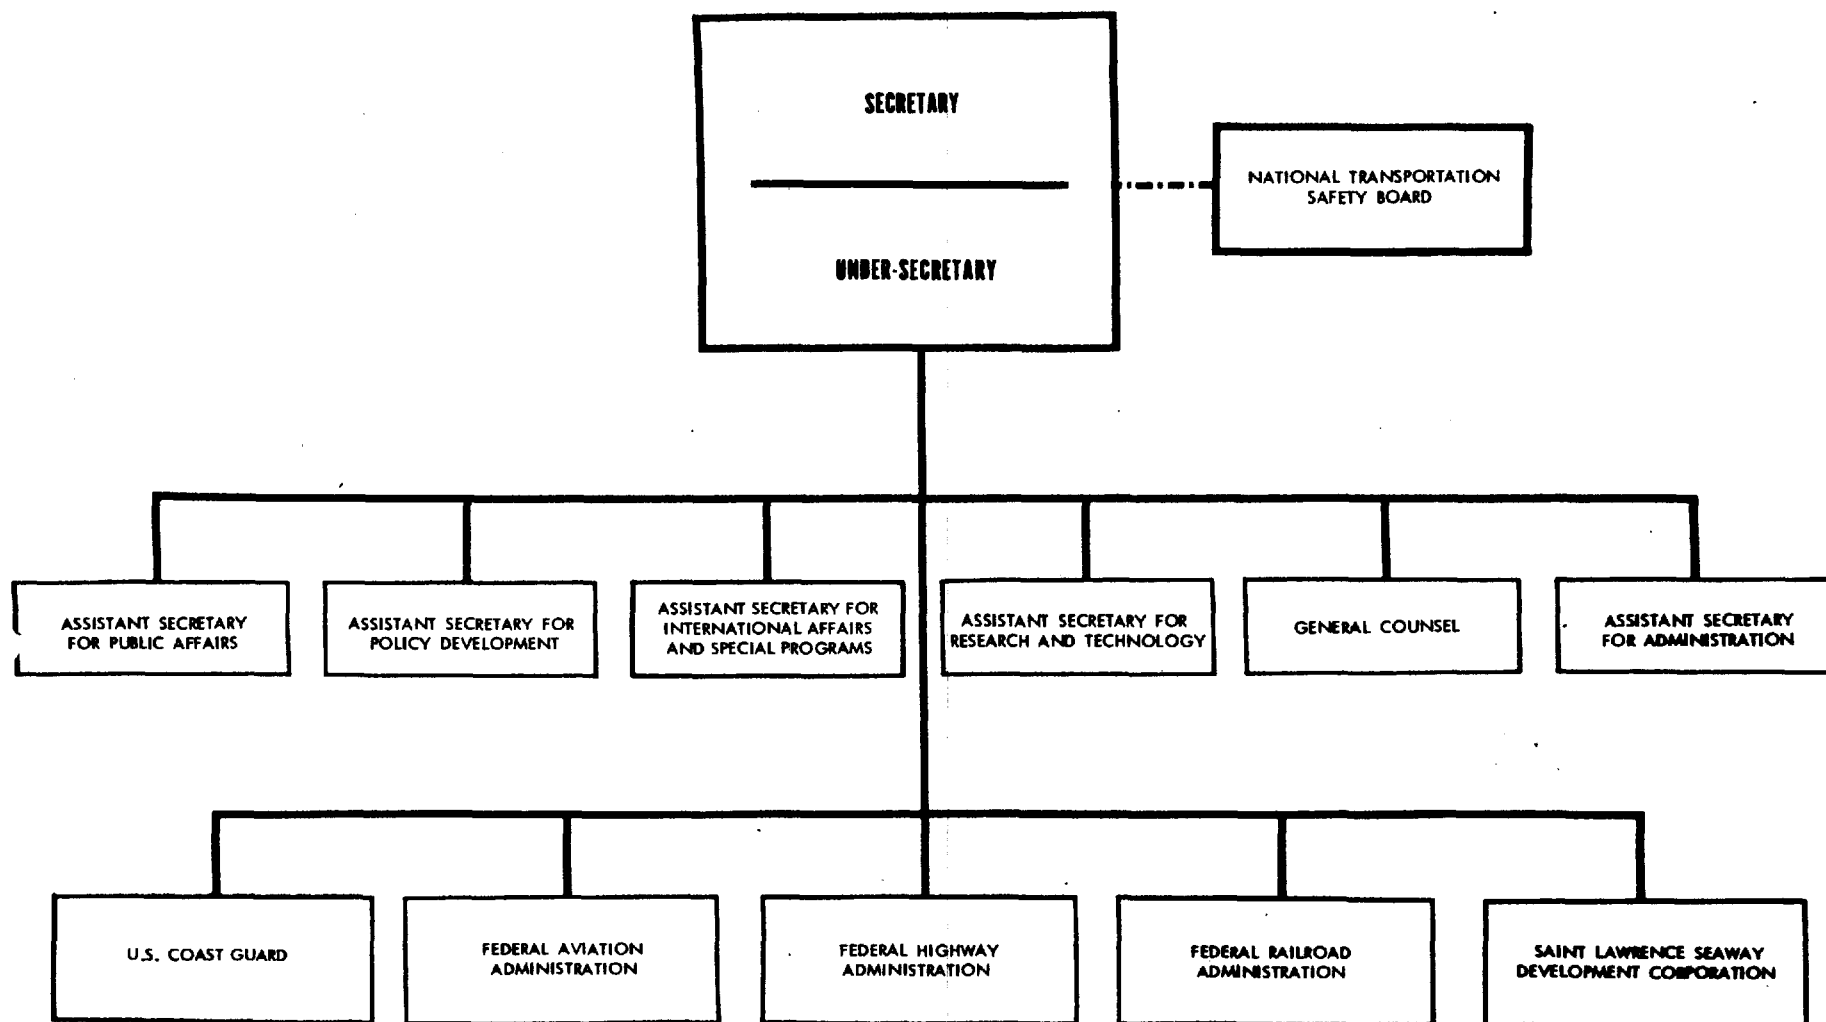 SECRETARY
NATIONAL TRANSPORTATION
SAFETY BOARD
UNDER-SECRETARY
ASSISTANT SECRETARY
FOR PUBLIC AFFAIRS
ASSISTANT SECRETARY FOR
POLICY DEVELOPMENT
ASSISTANT SECRETARY FOR
INTERNATIONAL AFFAIRS
AND SPECIAL PROGRAMS
ASSISTANT SECRETARY FOR
RESEARCH AND TECHNOLOGY
GENERAL COUNSEL
ASSISTANT SECRETARY
FOR ADMINISTRATION
U.S. COAST GUARD
FEDERAL AVIATION
ADMINISTRATION
FEDERAL HIGHWAY
ADMINISTRATION
FEDERAL RAILROAD
ADMINISTRATION
SAINT LAWRENCE SEAWAY
DEVELOPMENT CORPORATION